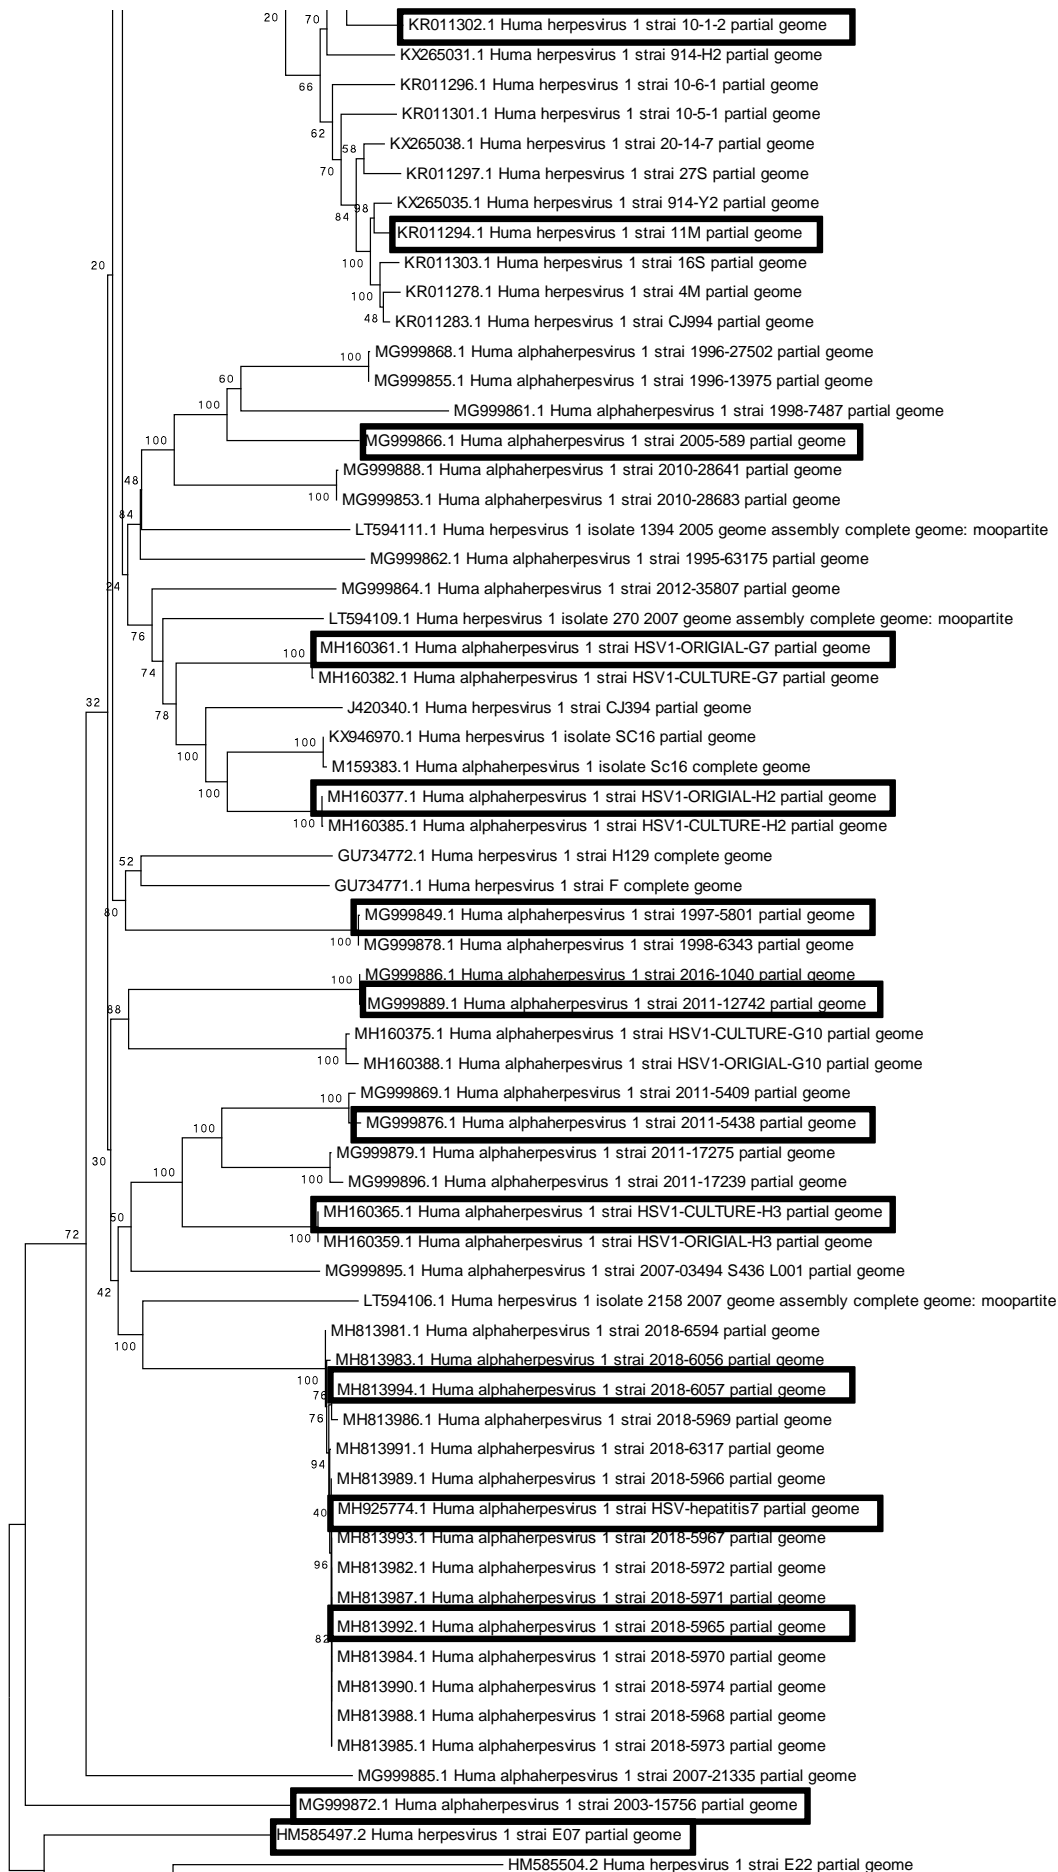 20
70
KR011302.1 Huma herpesvirus 1 strai 10-1-2 partial geome
KX265031.1 Huma herpesvirus 1 strai 914-H2 partial geome
66
KR011296.1 Huma herpesvirus 1 strai 10-6-1 partial geome
KR011301.1 Huma herpesvirus 1 strai 10-5-1 partial geome
62
KX265038.1 Huma herpesvirus 1 strai 20-14-7 partial geome
58
70
KR011297.1 Huma herpesvirus 1 strai 27S partial geome
KX265035.1 Huma herpesvirus 1 strai 914-Y2 partial geome
98
84
KR011294.1 Huma herpesvirus 1 strai 11M partial geome
100
KR011303.1 Huma herpesvirus 1 strai 16S partial geome
20
KR011278.1 Huma herpesvirus 1 strai 4M partial geome
100
48
KR011283.1 Huma herpesvirus 1 strai CJ994 partial geome
100
MG999868.1 Huma alphaherpesvirus 1 strai 1996-27502 partial geome
60
MG999855.1 Huma alphaherpesvirus 1 strai 1996-13975 partial geome
100
MG999861.1 Huma alphaherpesvirus 1 strai 1998-7487 partial geome
100
MG999866.1 Huma alphaherpesvirus 1 strai 2005-589 partial geome
MG999888.1 Huma alphaherpesvirus 1 strai 2010-28641 partial geome
48
100
MG999853.1 Huma alphaherpesvirus 1 strai 2010-28683 partial geome
84
LT594111.1 Huma herpesvirus 1 isolate 1394 2005 geome assembly complete geome: moopartite
MG999862.1 Huma alphaherpesvirus 1 strai 1995-63175 partial geome
24
MG999864.1 Huma alphaherpesvirus 1 strai 2012-35807 partial geome
LT594109.1 Huma herpesvirus 1 isolate 270 2007 geome assembly complete geome: moopartite
76
100
MH160361.1 Huma alphaherpesvirus 1 strai HSV1-ORIGIAL-G7 partial geome
74
MH160382.1 Huma alphaherpesvirus 1 strai HSV1-CULTURE-G7 partial geome
32
78
J420340.1 Huma herpesvirus 1 strai CJ394 partial geome
100
KX946970.1 Huma herpesvirus 1 isolate SC16 partial geome
100
M159383.1 Huma alphaherpesvirus 1 isolate Sc16 complete geome
100
MH160377.1 Huma alphaherpesvirus 1 strai HSV1-ORIGIAL-H2 partial geome
100
MH160385.1 Huma alphaherpesvirus 1 strai HSV1-CULTURE-H2 partial geome
52
GU734772.1 Huma herpesvirus 1 strai H129 complete geome
GU734771.1 Huma herpesvirus 1 strai F complete geome
80
MG999849.1 Huma alphaherpesvirus 1 strai 1997-5801 partial geome
100
MG999878.1 Huma alphaherpesvirus 1 strai 1998-6343 partial geome
100
MG999886.1 Huma alphaherpesvirus 1 strai 2016-1040 partial geome
88
MG999889.1 Huma alphaherpesvirus 1 strai 2011-12742 partial geome
MH160375.1 Huma alphaherpesvirus 1 strai HSV1-CULTURE-G10 partial geome
100
MH160388.1 Huma alphaherpesvirus 1 strai HSV1-ORIGIAL-G10 partial geome
100
MG999869.1 Huma alphaherpesvirus 1 strai 2011-5409 partial geome
100
MG999876.1 Huma alphaherpesvirus 1 strai 2011-5438 partial geome
30
MG999879.1 Huma alphaherpesvirus 1 strai 2011-17275 partial geome
100
100
MG999896.1 Huma alphaherpesvirus 1 strai 2011-17239 partial geome
50
MH160365.1 Huma alphaherpesvirus 1 strai HSV1-CULTURE-H3 partial geome
72
100
MH160359.1 Huma alphaherpesvirus 1 strai HSV1-ORIGIAL-H3 partial geome
MG999895.1 Huma alphaherpesvirus 1 strai 2007-03494 S436 L001 partial geome
42
LT594106.1 Huma herpesvirus 1 isolate 2158 2007 geome assembly complete geome: moopartite
MH813981.1 Huma alphaherpesvirus 1 strai 2018-6594 partial geome
100
MH813983.1 Huma alphaherpesvirus 1 strai 2018-6056 partial geome
100
MH813994.1 Huma alphaherpesvirus 1 strai 2018-6057 partial geome
76
76
MH813986.1 Huma alphaherpesvirus 1 strai 2018-5969 partial geome
MH813991.1 Huma alphaherpesvirus 1 strai 2018-6317 partial geome
94
MH813989.1 Huma alphaherpesvirus 1 strai 2018-5966 partial geome
40
MH925774.1 Huma alphaherpesvirus 1 strai HSV-hepatitis7 partial geome
MH813993.1 Huma alphaherpesvirus 1 strai 2018-5967 partial geome
96
MH813982.1 Huma alphaherpesvirus 1 strai 2018-5972 partial geome
MH813987.1 Huma alphaherpesvirus 1 strai 2018-5971 partial geome
MH813992.1 Huma alphaherpesvirus 1 strai 2018-5965 partial geome
82
MH813984.1 Huma alphaherpesvirus 1 strai 2018-5970 partial geome
MH813990.1 Huma alphaherpesvirus 1 strai 2018-5974 partial geome
MH813988.1 Huma alphaherpesvirus 1 strai 2018-5968 partial geome
MH813985.1 Huma alphaherpesvirus 1 strai 2018-5973 partial geome
MG999885.1 Huma alphaherpesvirus 1 strai 2007-21335 partial geome
MG999872.1 Huma alphaherpesvirus 1 strai 2003-15756 partial geome
HM585497.2 Huma herpesvirus 1 strai E07 partial geome
HM585504.2 Huma herpesvirus 1 strai E22 partial geome